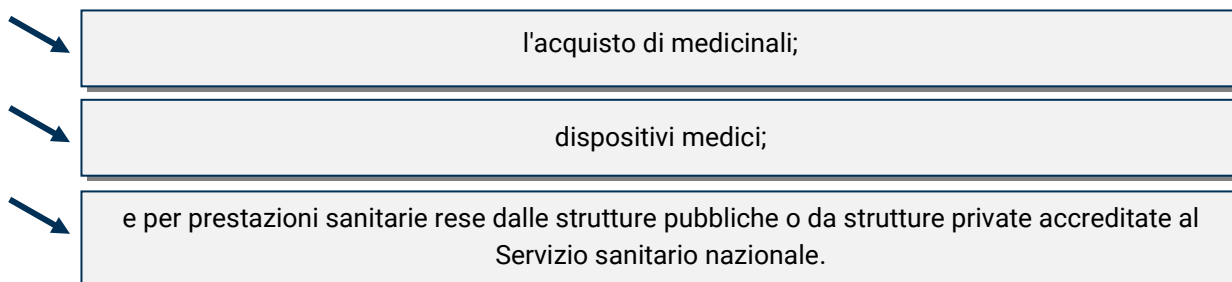 l'acquisto di medicinali;
dispositivi medici;
e per prestazioni sanitarie rese dalle strutture pubbliche o da strutture private accreditate al
Servizio sanitario nazionale.